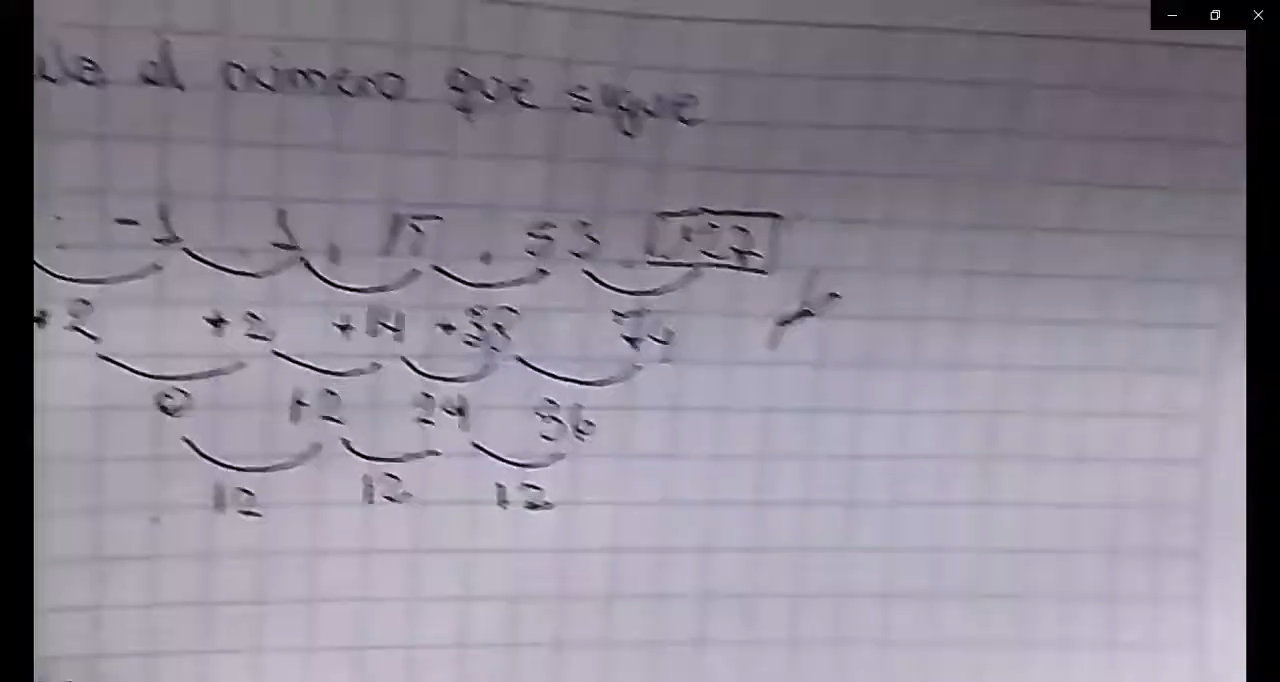 el número que sigue
-1 . 1 . 15 . 53 . 127
+2 +2 +14 +38 74
0 12 24 36
12 12 12